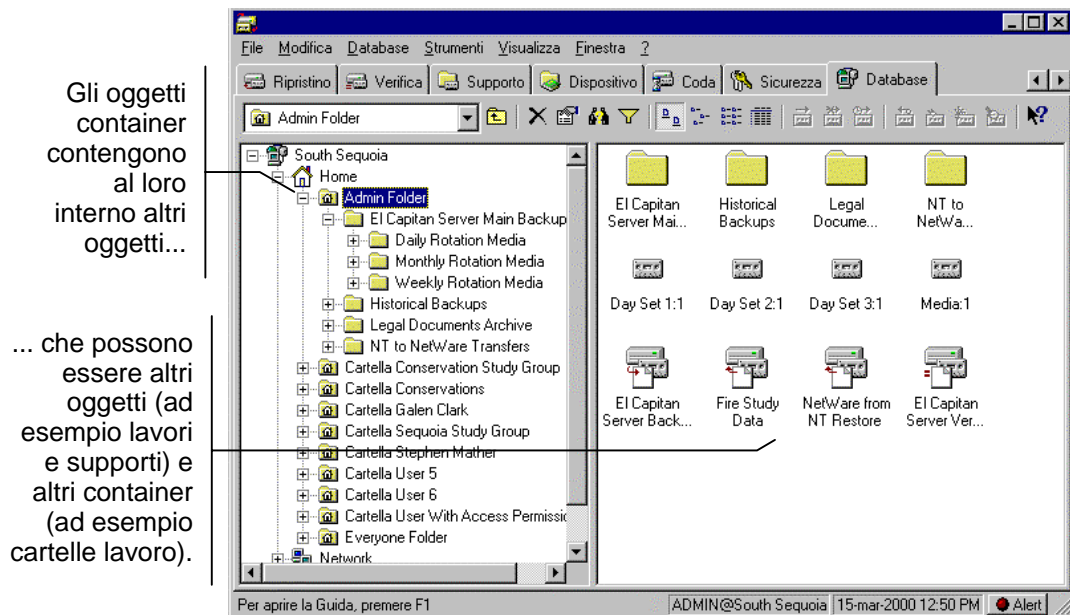 Gli oggetti
container
contengono
al loro
interno altri
oggetti...
... che possono
essere altri
oggetti (ad
esempio lavori
e supporti) e
altri container
(ad esempio
cartelle lavoro).
File Modifica Database Strumenti Visualizza Finestra ?
Ripristino Verifica Supporto Dispositivo Coda Sicurezza Database
Admin Folder
South Sequoia
Home
Admin Folder
El Capitan Server Main Backup
Daily Rotation Media
Monthly Rotation Media
Weekly Rotation Media
Historical Backups
Legal Documents Archive
NT to NetWare Transfers
Cartella Conservation Study Group
Cartella Conservations
Cartella Galen Clark
Cartella Sequoia Study Group
Cartella Stephen Mather
Cartella User 5
Cartella User 6
Cartella User With Access Permissio
Everyone Folder
Network
El Capitan
Server Mai...
Historical
Backups
Legal
Docume...
NT to
NetWa...
Day Set 1:1
Day Set 2:1
Day Set 3:1
Media:1
El Capitan
Server Back...
Fire Study
Data
NetWare from
NT Restore
El Capitan
Server Ver...
Per aprire la Guida, premere F1
ADMIN@South Sequoia
15-mar-2000 12:50 PM
Alert